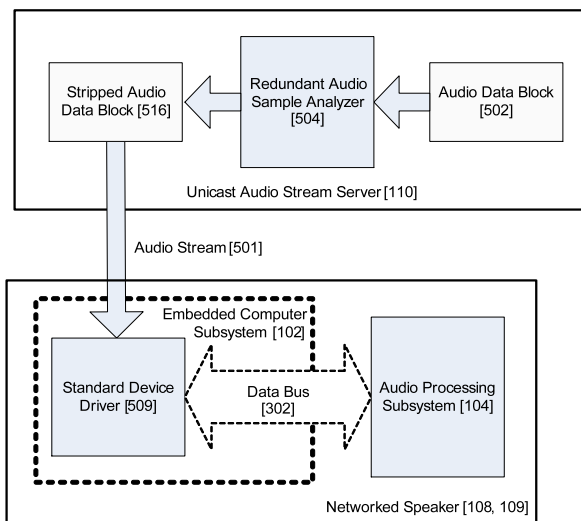 Stripped Audio
Data Block [516]
Redundant Audio
Sample Analyzer
[504]
Audio Data Block
[502]
Unicast Audio Stream Server [110]
Audio Stream [501]
Embedded Computer
Subsystem [102]
Standard Device
Driver [509]
Data Bus
[302]
Audio Processing
Subsystem [104]
Networked Speaker [108, 109]